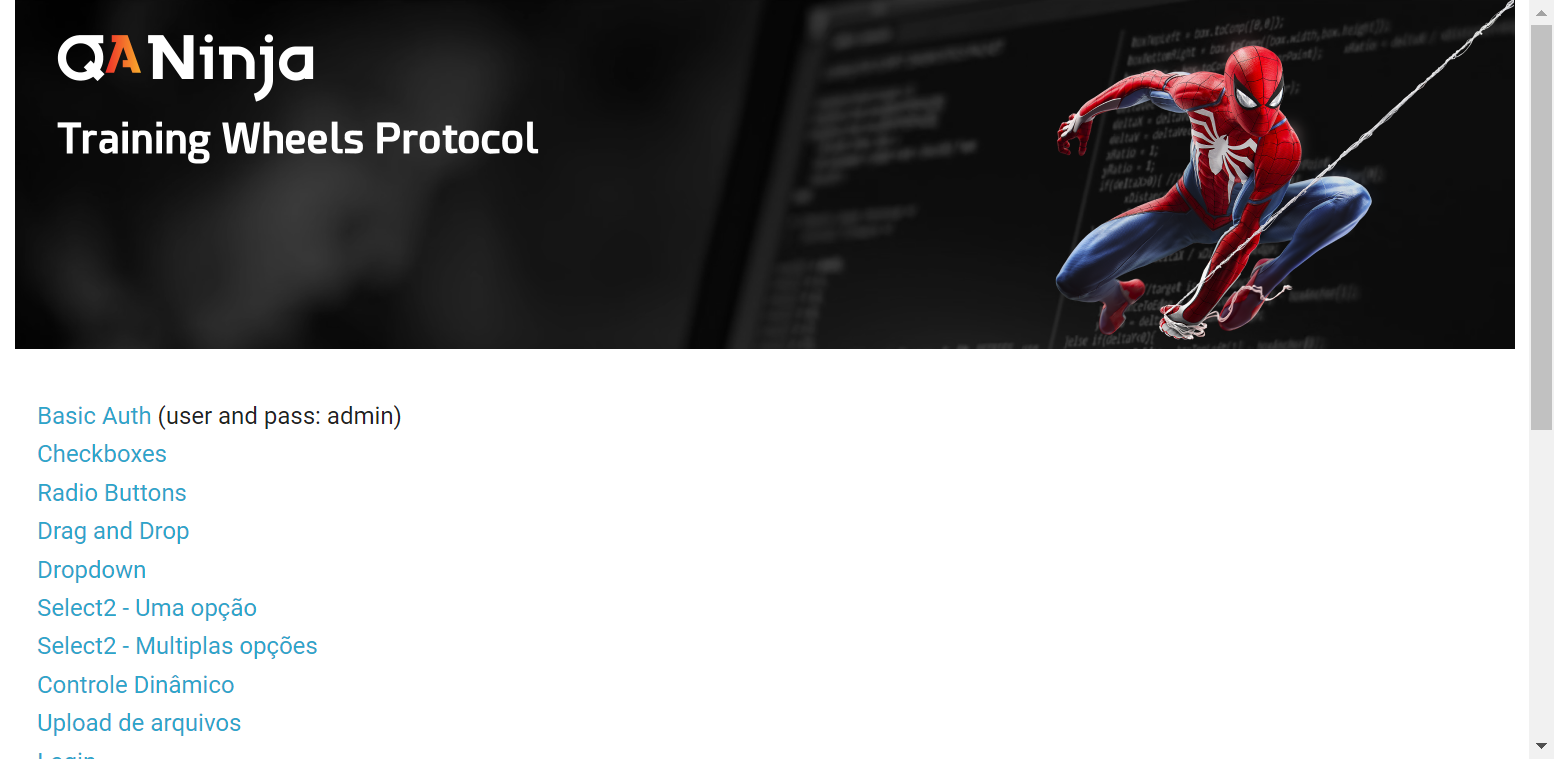 QANinja
Training Wheels Protocol
Basic Auth (user and pass: admin)
Checkboxes
Radio Buttons
Drag and Drop
Dropdown
Select2 - Uma opção
Select2 - Multiplas opções
Controle Dinâmico
Upload de arquivos